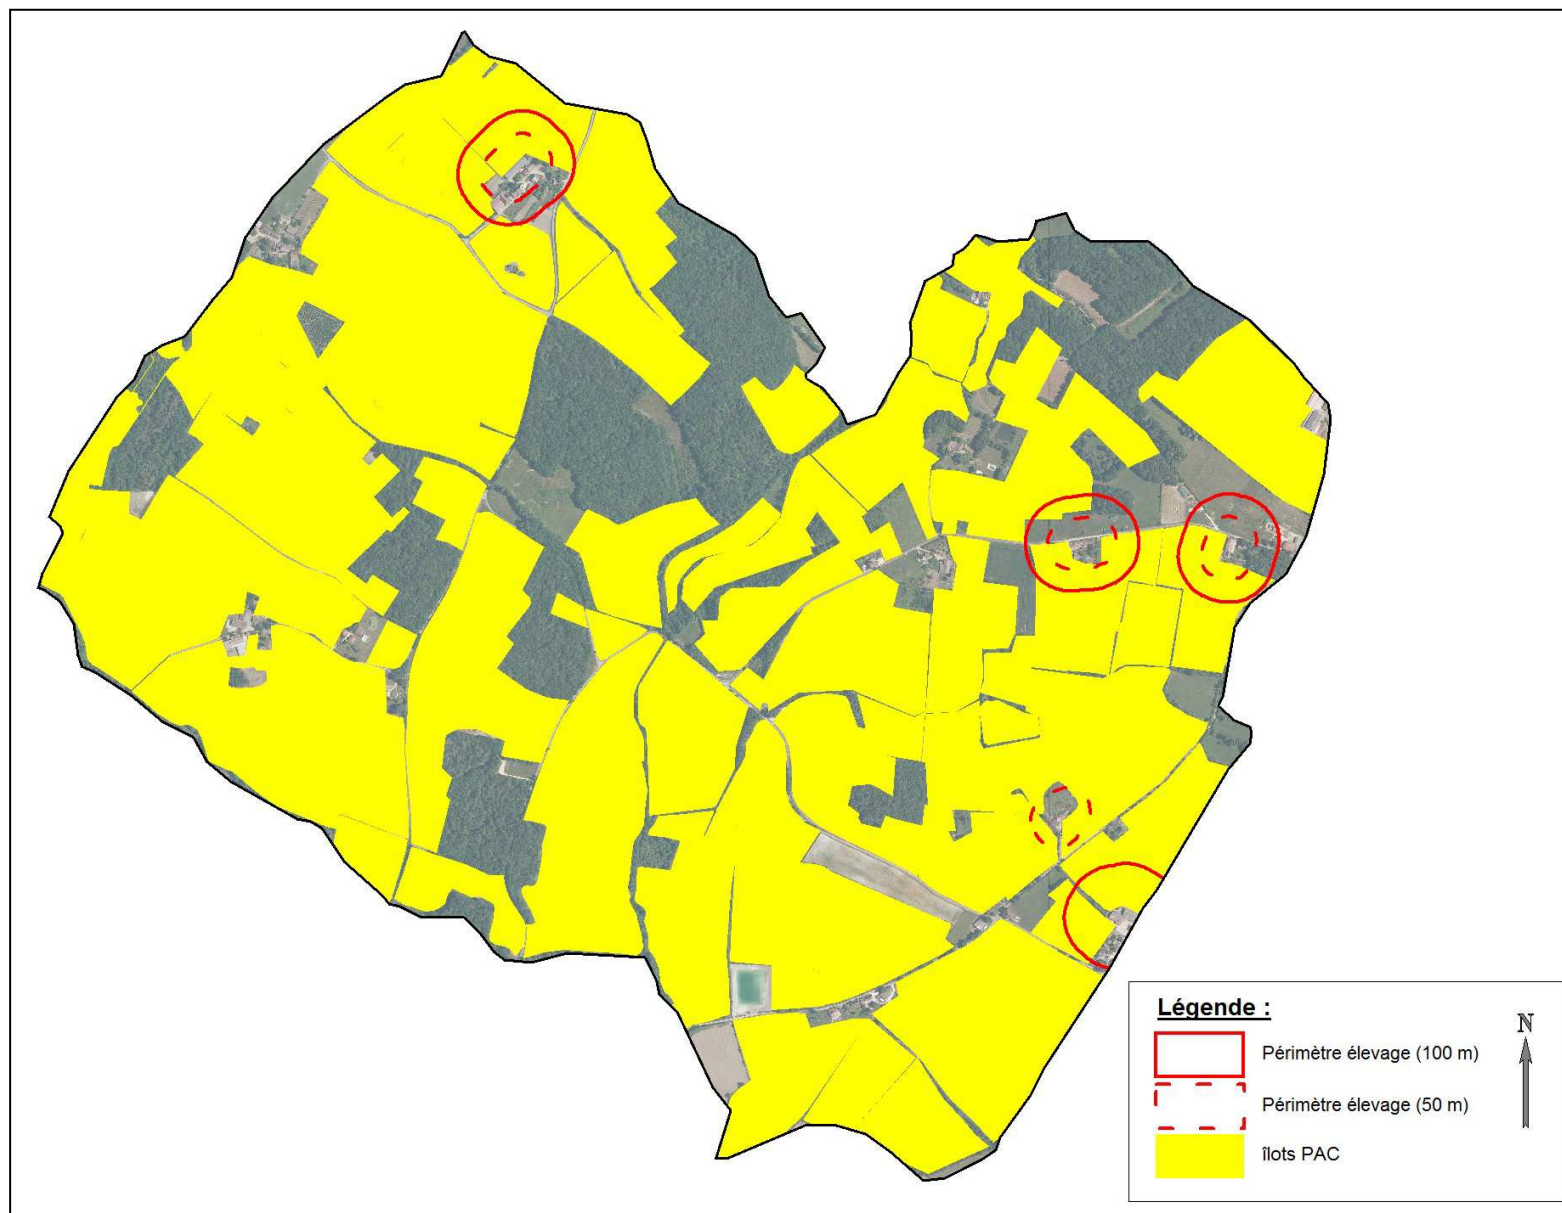 Légende :
N
Périmètre élevage (100 m)
Périmètre élevage (50 m)
îlots PAC